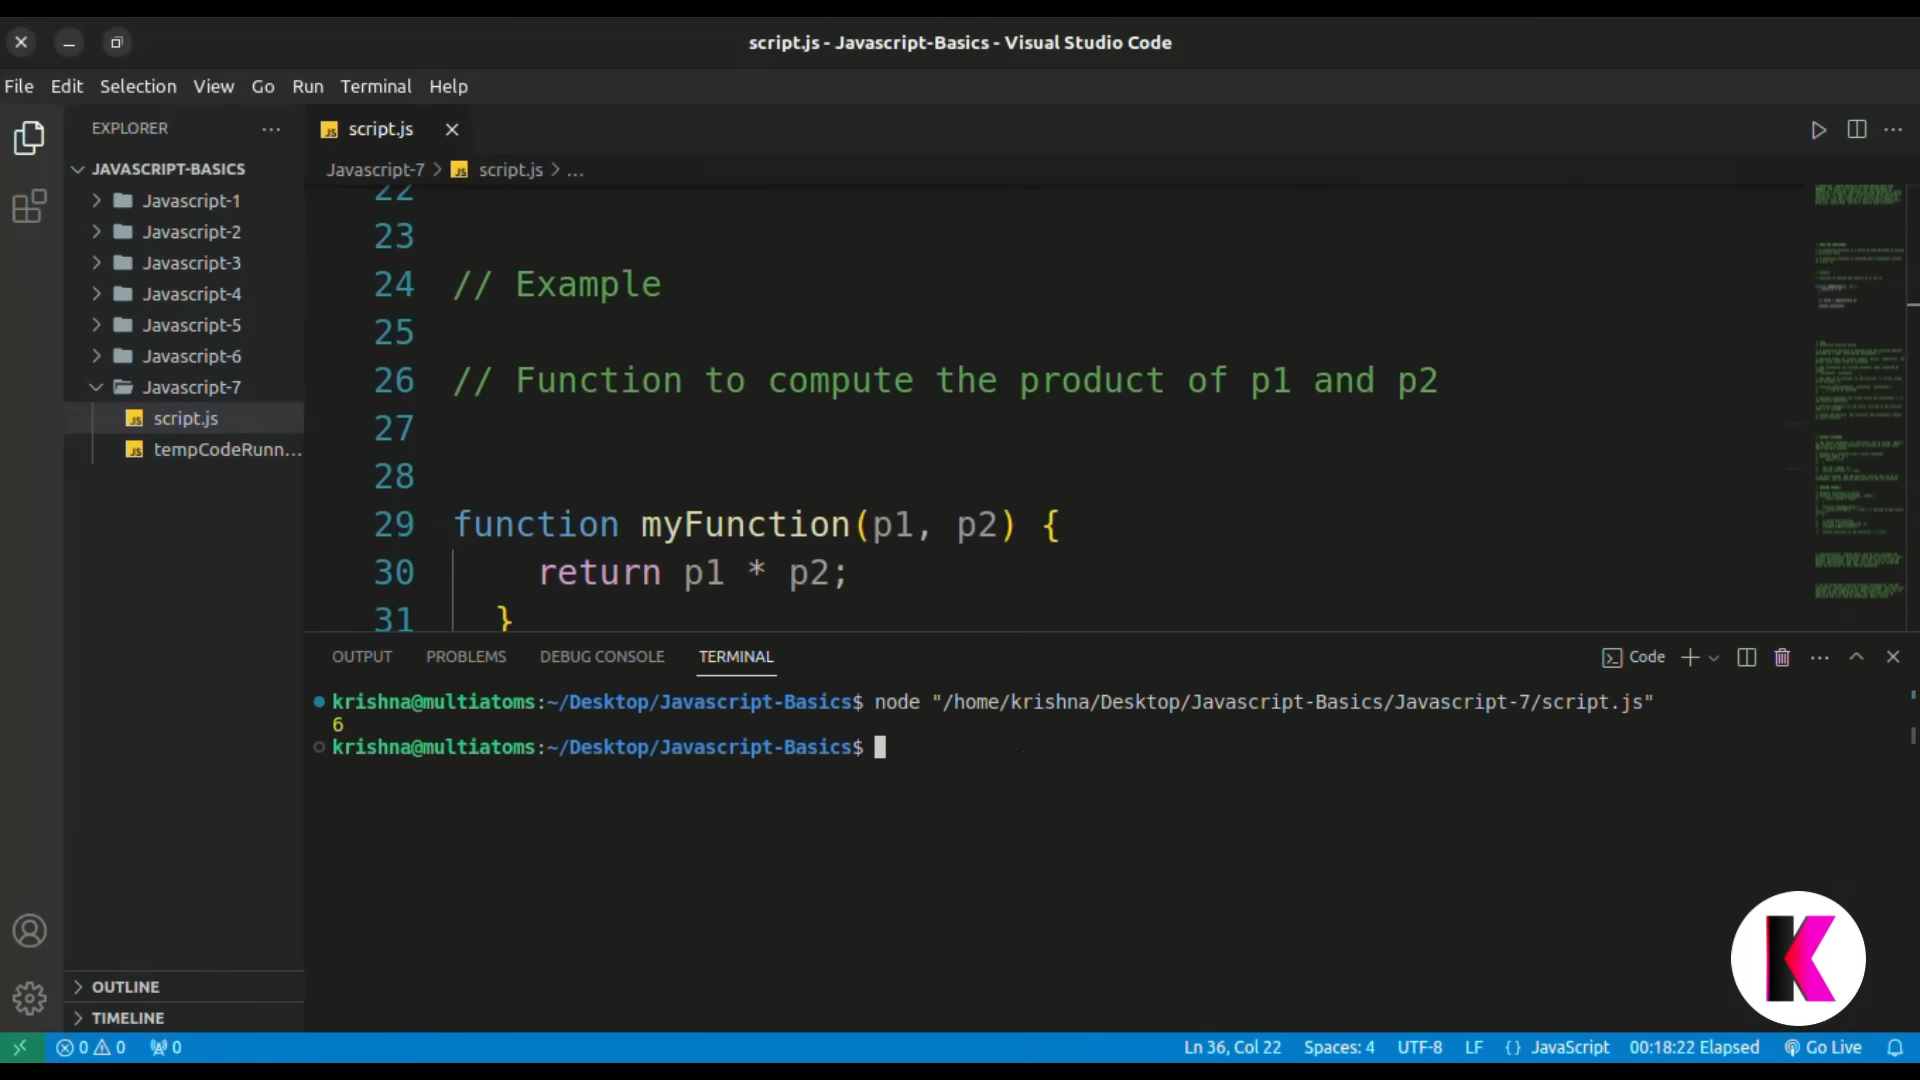 script.js - Javascript-Basics - Visual Studio Code
File Edit Selection View Go Run Terminal Help
EXPLORER
script.js
JAVASCRIPT-BASICS
Javascript-7 > script.js > ...
Javascript-1
Javascript-2
Javascript-3
Javascript-4
Javascript-5
Javascript-6
Javascript-7
script.js
tempCodeRunn...
22
23
24 // Example
25
26 // Function to compute the product of p1 and p2
27
28
29 function myFunction(p1, p2) {
30 return p1 * p2;
31 }
OUTPUT PROBLEMS DEBUG CONSOLE TERMINAL Code
krishna@multiatoms:~/Desktop/Javascript-Basics$ node "/home/krishna/Desktop/Javascript-Basics/Javascript-7/script.js"
6
krishna@multiatoms:~/Desktop/Javascript-Basics$
K
OUTLINE
TIMELINE
0 0 0 Ln 36, Col 22 Spaces: 4 UTF-8 LF {} JavaScript 00:18:22 Elapsed Go Live